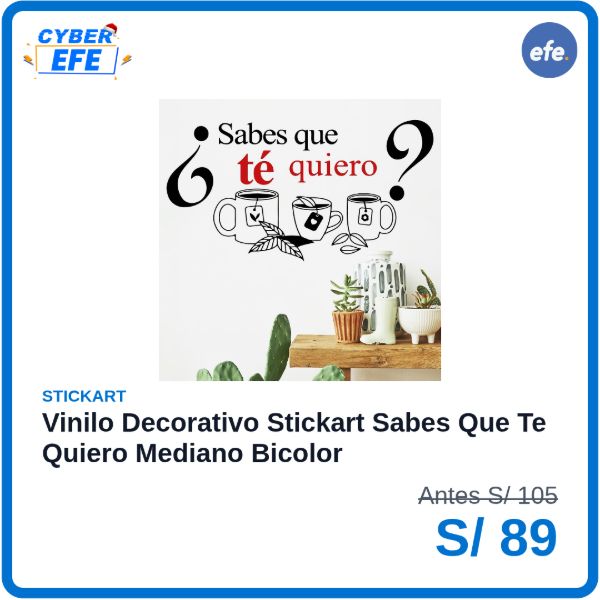 CYBER
EFE
efe.
¿Sabes que
té quiero?
STICKART
Vinilo Decorativo Stickart Sabes Que Te
Quiero Mediano Bicolor
Antes S/ 105
S/ 89